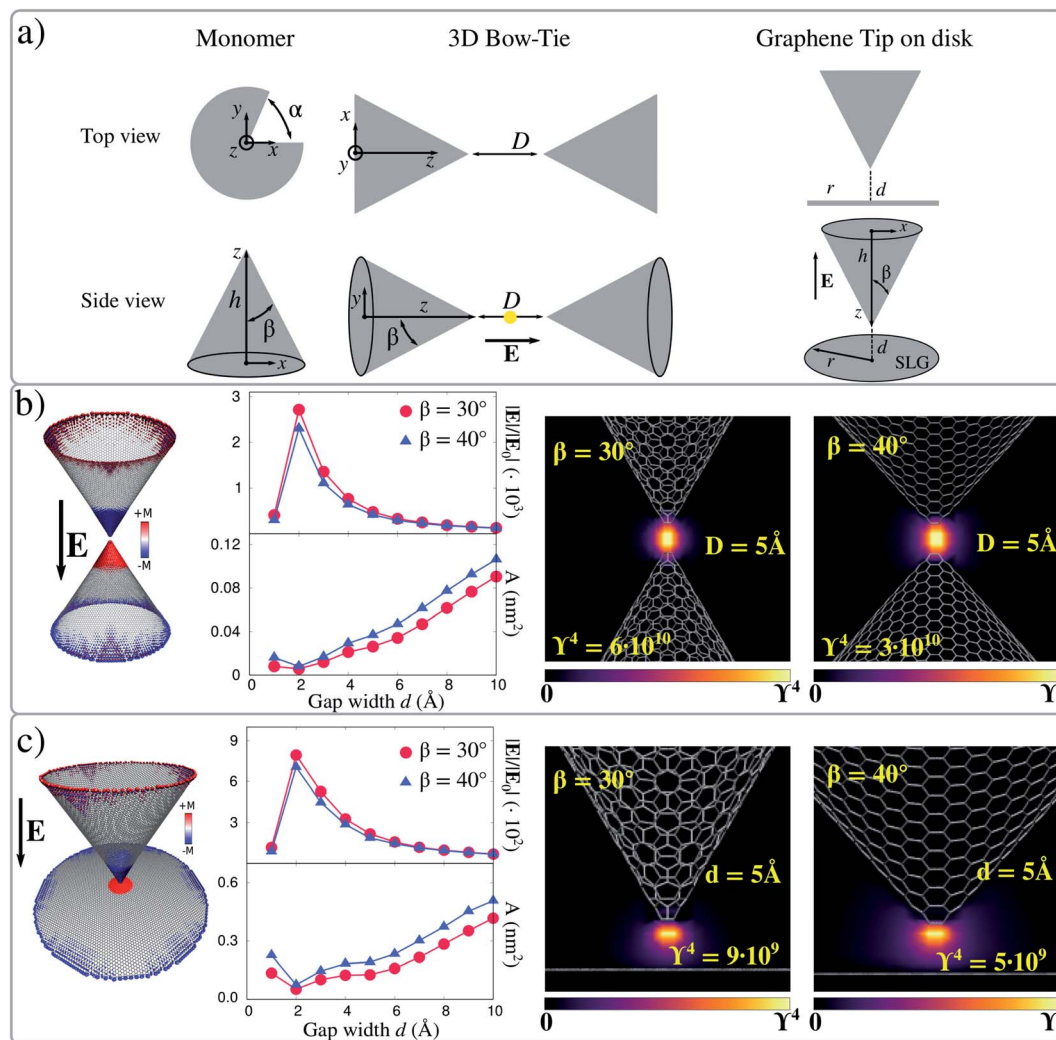 a)
Monomer 3D Bow-Tie Graphene Tip on disk
Top view
y α z x
x y z D
r d
Side view
z h β x
y β z D E
E x h β z d r SLG
b)
E
+M
-M
β = 30°
β = 40°
3
2
1
|E|/|E₀| (· 10³)
0.12
0.08
0.04
0
A (nm²)
0 2 4 6 8 10
Gap width d (Å)
β = 30°
D = 5Å
ϒ⁴ = 6·10¹⁰
0 ϒ⁴
β = 40°
D = 5Å
ϒ⁴ = 3·10¹⁰
0 ϒ⁴
c)
E
+M
-M
β = 30°
β = 40°
9
6
3
|E|/|E₀| (· 10²)
0.6
0.3
0.0
A (nm²)
0 2 4 6 8 10
Gap width d (Å)
β = 30°
d = 5Å
ϒ⁴ = 9·10⁹
0 ϒ⁴
β = 40°
d = 5Å
ϒ⁴ = 5·10⁹
0 ϒ⁴